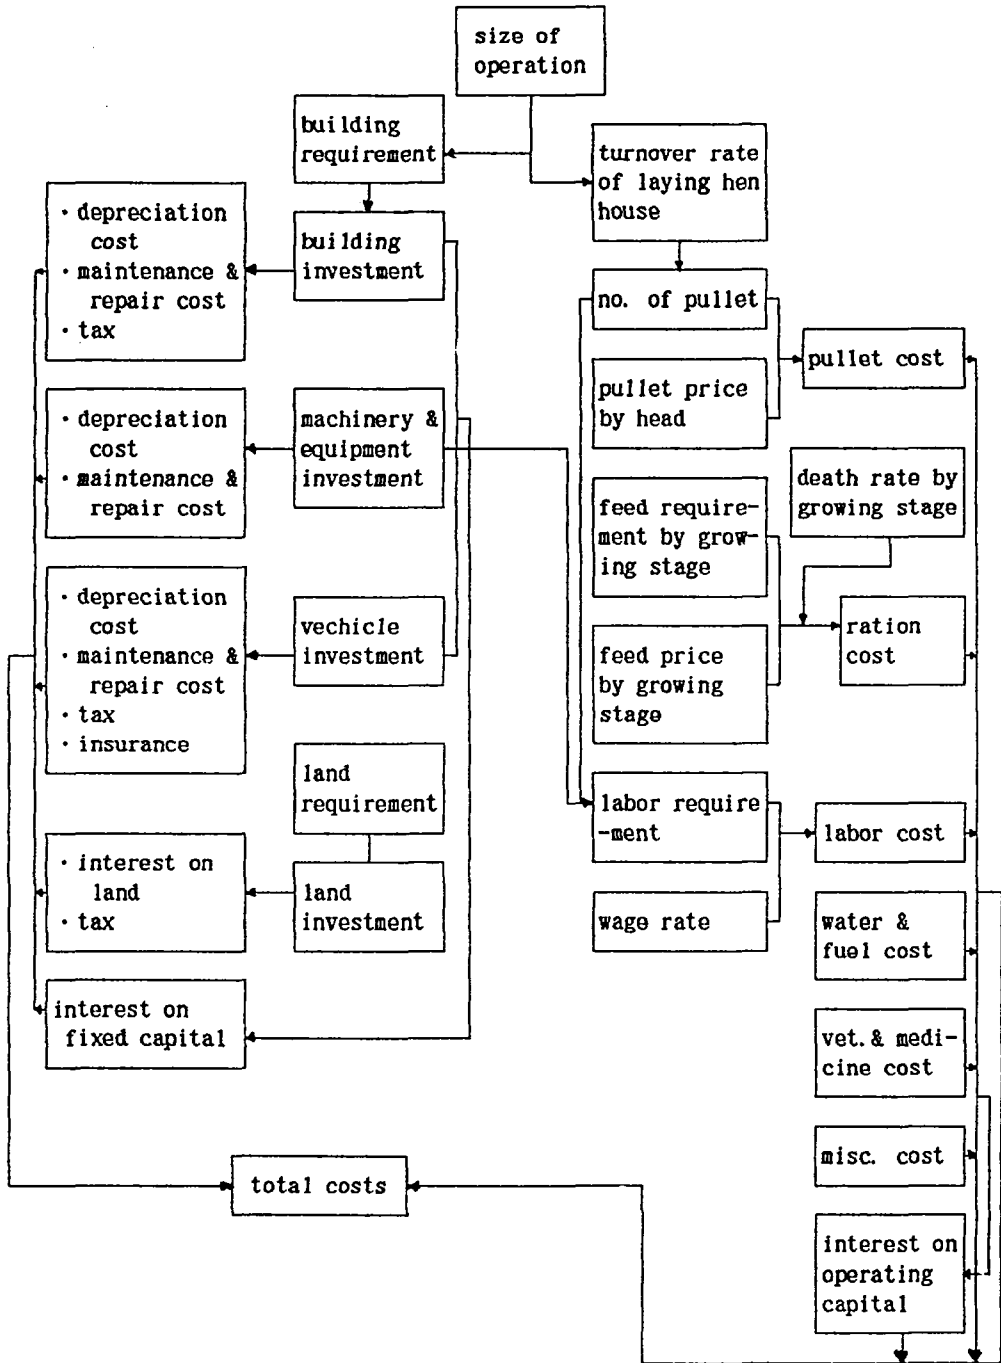 size of
operation
building
requirement
turnover rate
of laying hen
house
· depreciation
cost
· maintenance &
repair cost
· tax
building
investment
no. of pullet
pullet price
by head
pullet cost
· depreciation
cost
· maintenance &
repair cost
machinery &
equipment
investment
feed require-
ment by grow-
ing stage
death rate by
growing stage
· depreciation
cost
· maintenance &
repair cost
· tax
· insurance
vechicle
investment
feed price
by growing
stage
ration
cost
land
requirement
labor require
-ment
labor cost
· interest on
land
· tax
land
investment
wage rate
water &
fuel cost
interest on
fixed capital
vet. & medi-
cine cost
misc. cost
total costs
interest on
operating
capital